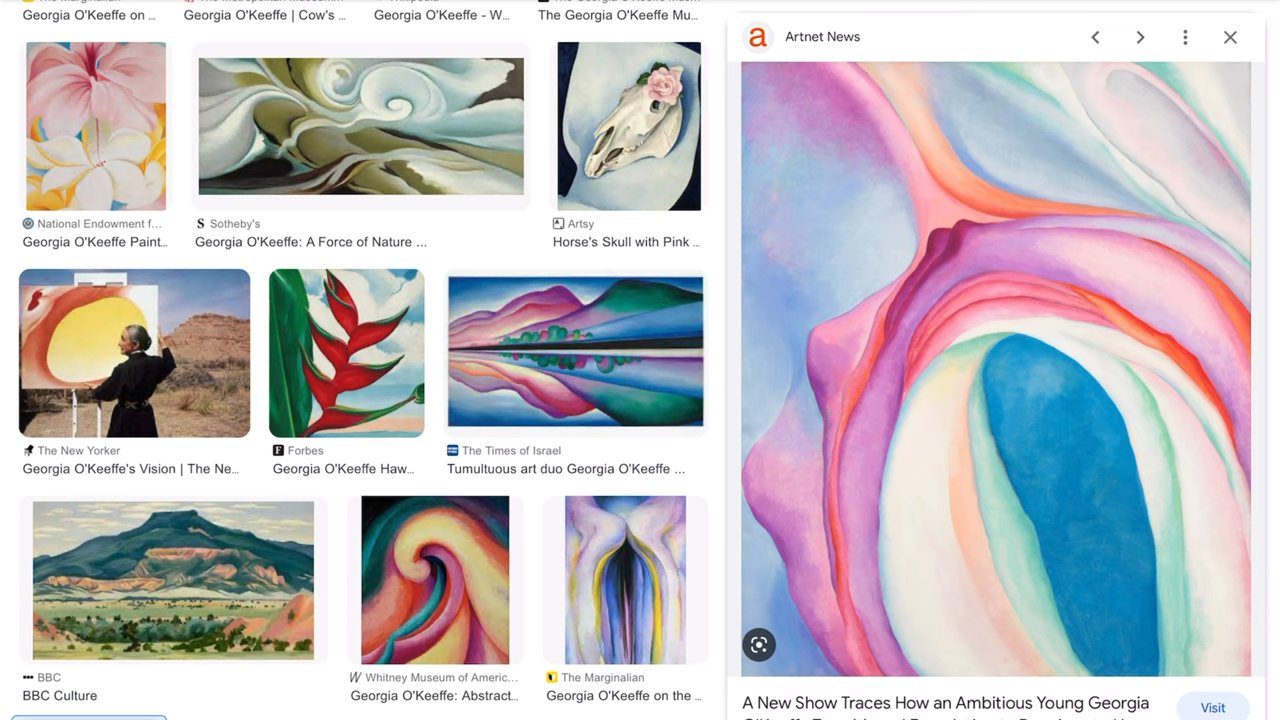 Georgia O'Keeffe on ...
Georgia O'Keeffe | Cow's ...
Georgia O'Keeffe - W...
The Georgia O'Keeffe Mu...
National Endowment f...
Georgia O'Keeffe Paint...
S Sotheby's
Georgia O'Keeffe: A Force of Nature ...
Artsy
Horse's Skull with Pink ...
The New Yorker
Georgia O'Keeffe's Vision | The Ne...
F Forbes
Georgia O'Keeffe Haw...
The Times of Israel
Tumultuous art duo Georgia O'Keeffe ...
BBC
BBC Culture
W Whitney Museum of Americ...
Georgia O'Keeffe: Abstract...
The Marginalian
Georgia O'Keeffe on the ...
a Artnet News
A New Show Traces How an Ambitious Young Georgia
Visit